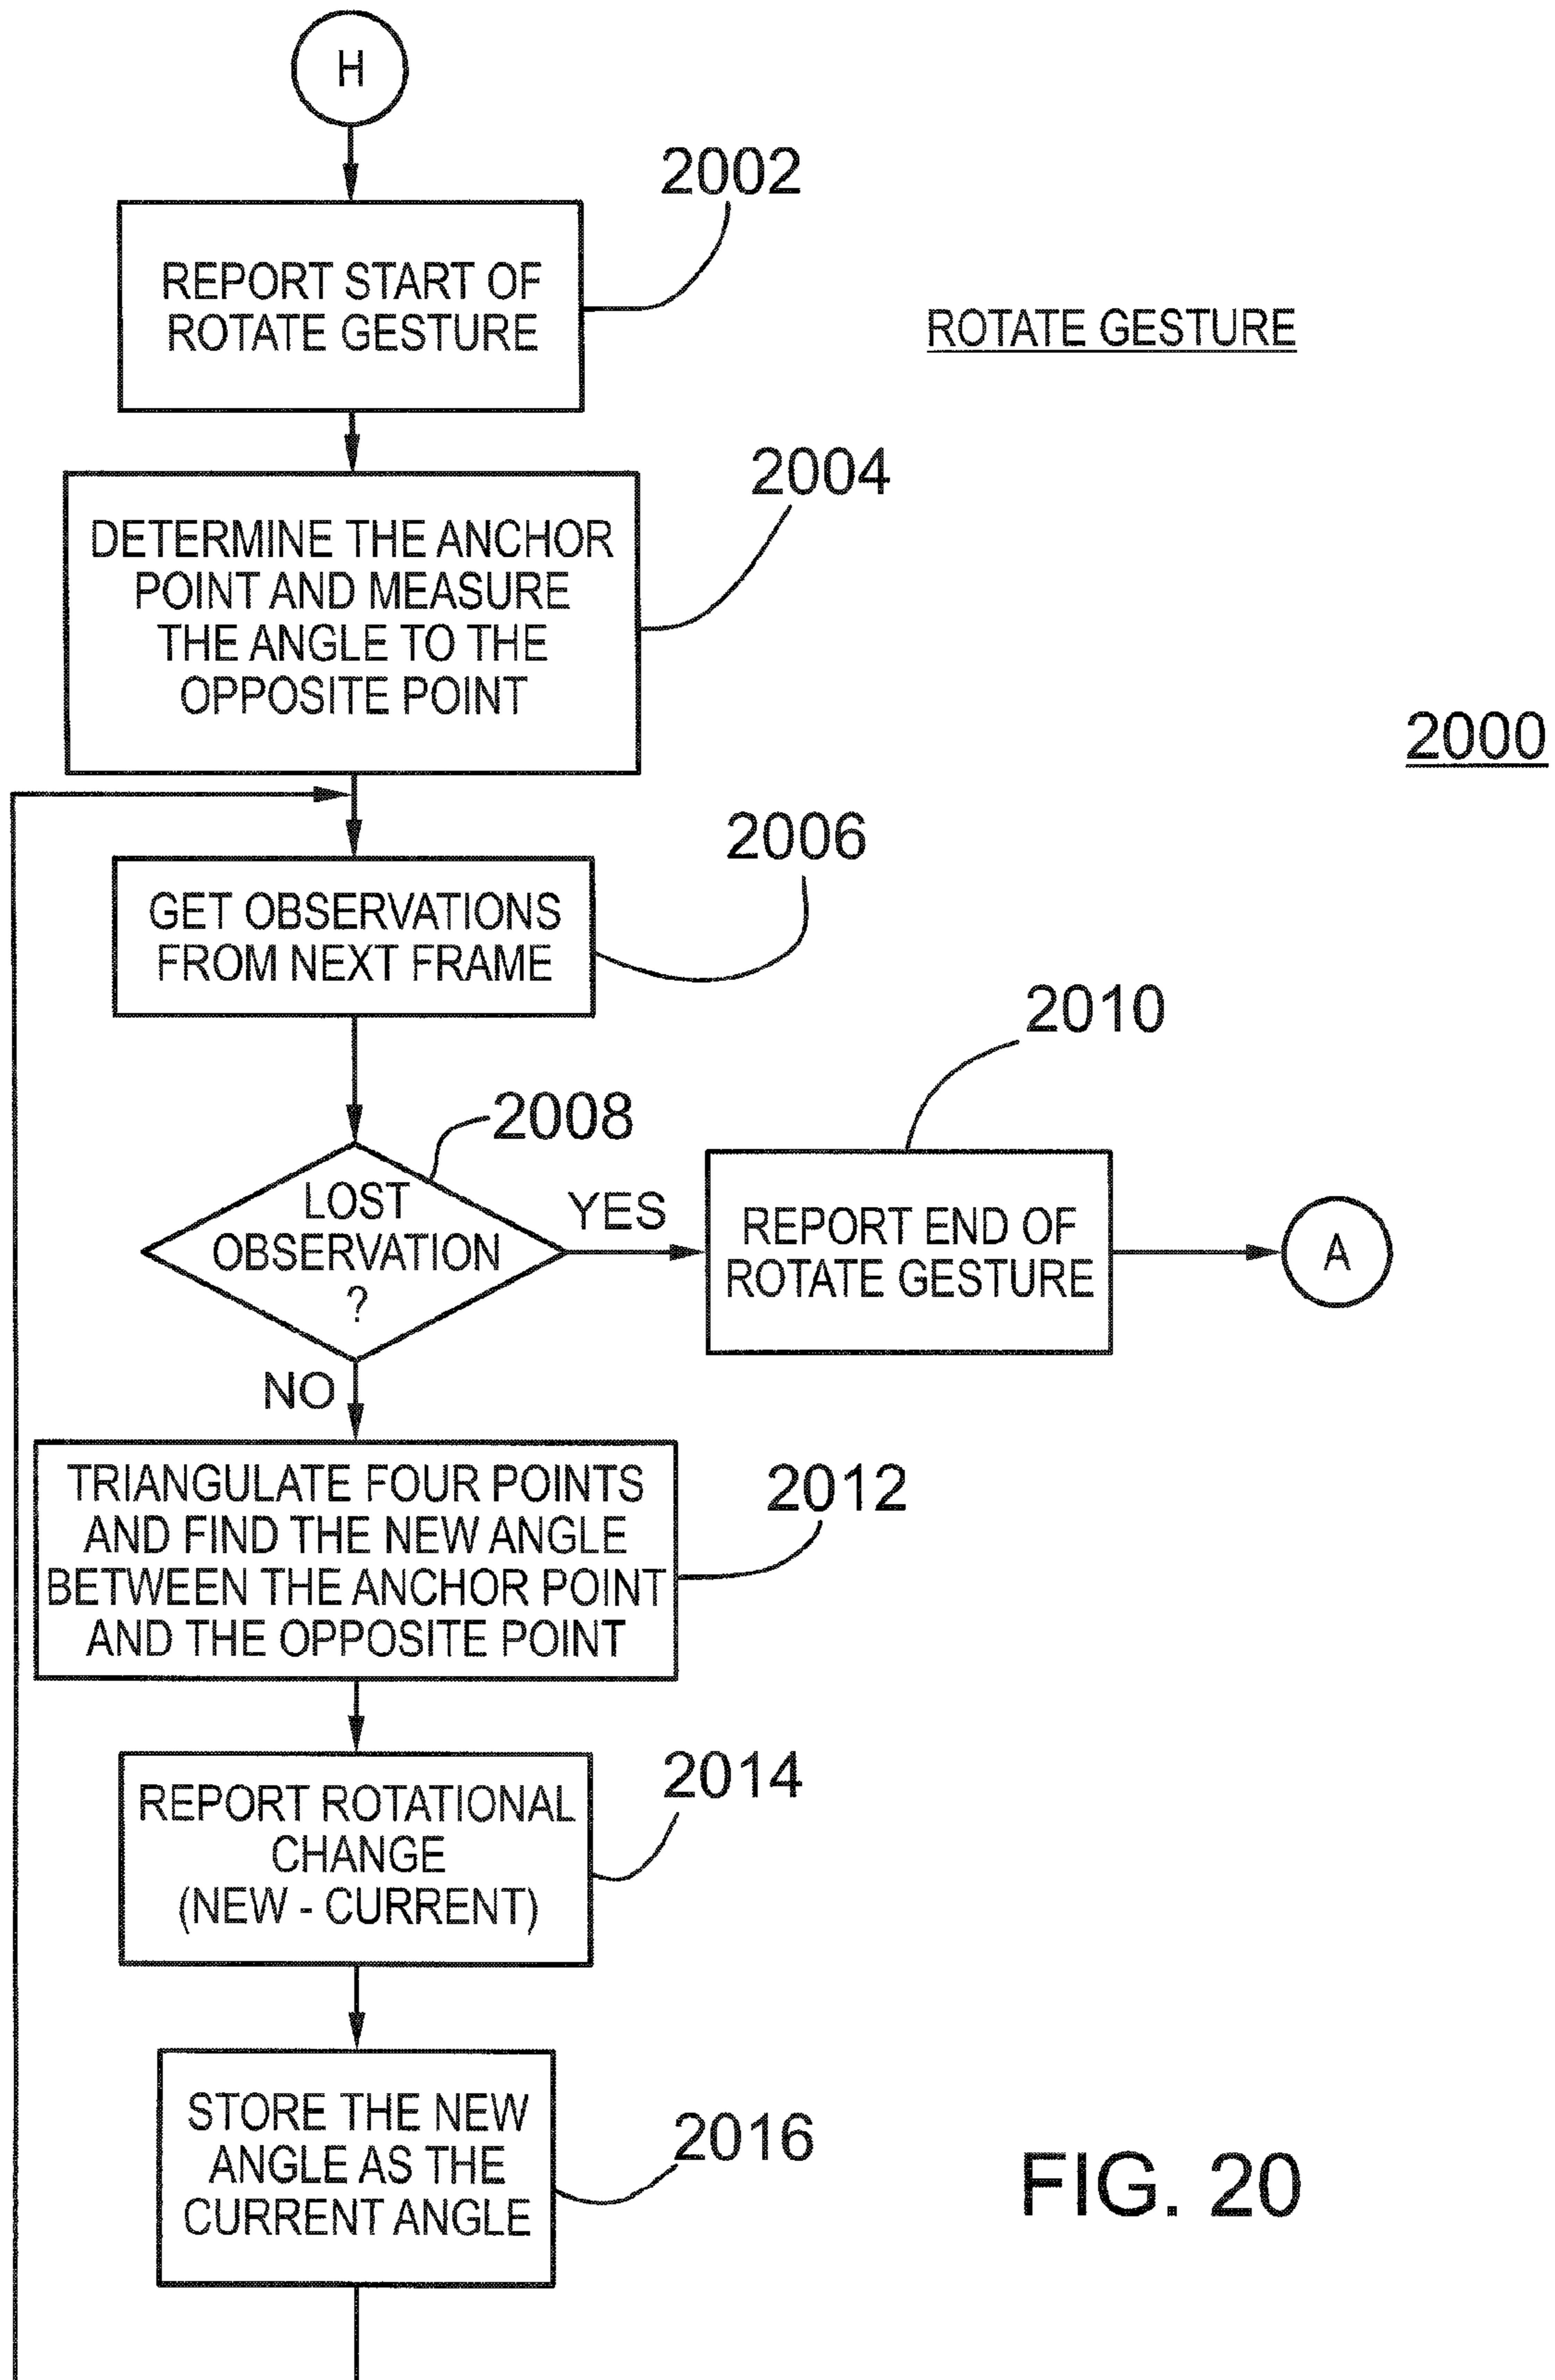 H
2002
REPORT START OF
ROTATE GESTURE
ROTATE GESTURE
2004
DETERMINE THE ANCHOR
POINT AND MEASURE
THE ANGLE TO THE
OPPOSITE POINT
2000
2006
GET OBSERVATIONS
FROM NEXT FRAME
2010
2008
LOST
OBSERVATION
?
YES
REPORT END OF
ROTATE GESTURE
A
NO
TRIANGULATE FOUR POINTS
AND FIND THE NEW ANGLE
BETWEEN THE ANCHOR POINT
AND THE OPPOSITE POINT
2012
REPORT ROTATIONAL
CHANGE
(NEW - CURRENT)
2014
STORE THE NEW
ANGLE AS THE
CURRENT ANGLE
2016
FIG. 20